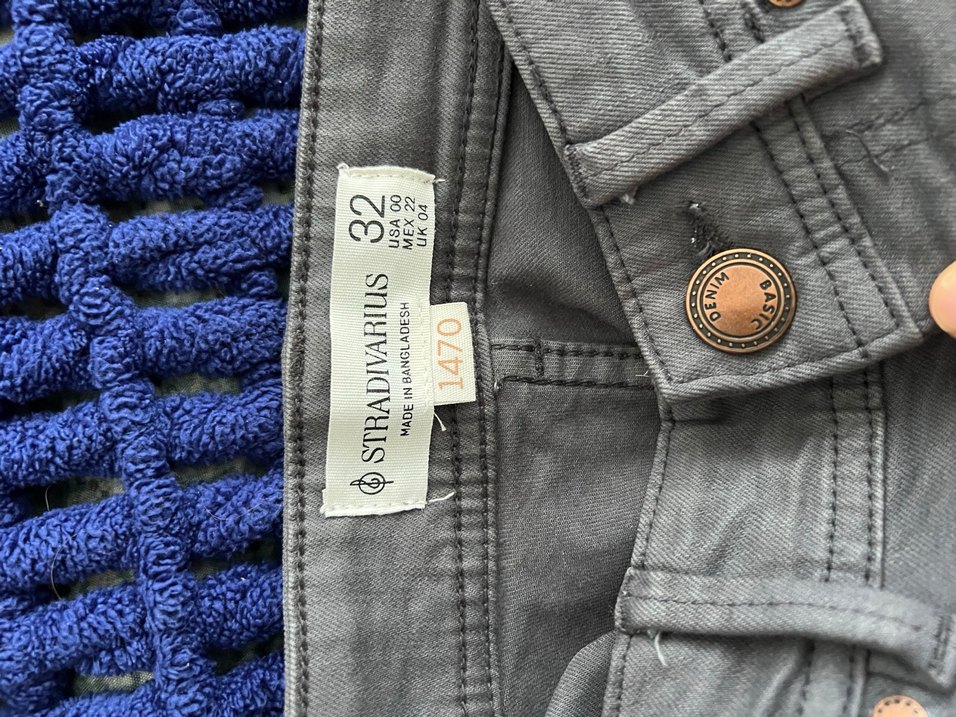 STRADIVARIUS
MADE IN BANGLADESH
32
USA 00
MEX 22
UK 04
1470
DENIM BASIC